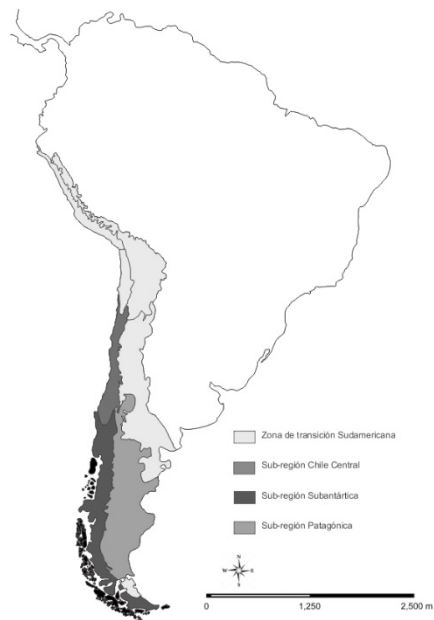 Zona de transición Sudamericana
Sub-región Chile Central
Sub-región Subantártica
Sub-región Patagónica
N
W E
S
0 1,250 2,500 m